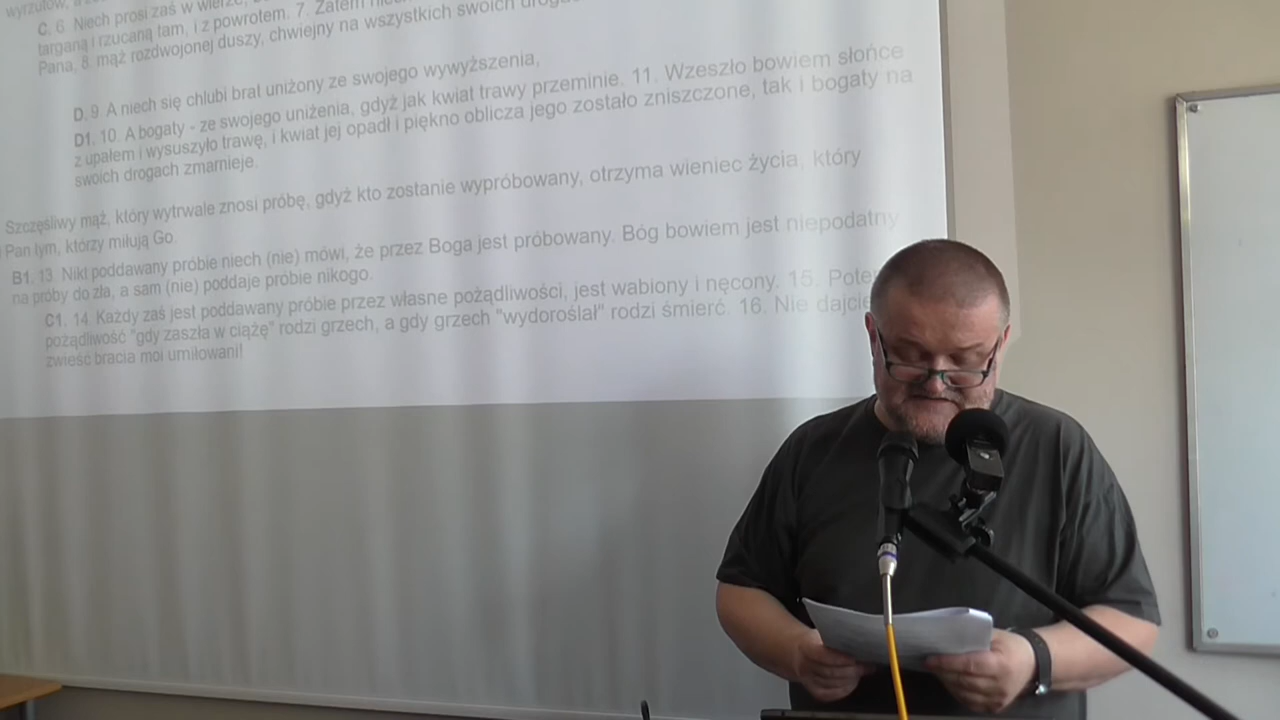 wyrzutów, a
C. 6. Niech prosi zaś w wierze,
targaną i rzucaną tam, i z powrotem. 7. Zatem niech
Pana, 8. mąż rozdwojonej duszy, chwiejny na wszystkich swoich drogach
D. 9 A niech się chlubi brat uniżony ze swojego wywyższenia,
D1. 10. A bogaty - ze swojego uniżenia, gdyż jak kwiat trawy przeminie. 11. Wzeszło bowiem słońce
z upałem i wysuszyło trawę, i kwiat jej opadł i piękno oblicza jego zostało zniszczone, tak i bogaty na
swoich drogach zmarnieje.
Szczęśliwy mąż, który wytrwale znosi próbę, gdyż kto zostanie wypróbowany, otrzyma wieniec życia, który
Pan tym, którzy miłują Go.
B1. 13. Nikt poddawany próbie niech (nie) mówi, że przez Boga jest próbowany. Bóg bowiem jest niepodatny
na próby do zła, a sam (nie) poddaje próbie nikogo.
C1. 14. Każdy zaś jest poddawany próbie przez własne pożądliwości, jest wabiony i nęcony. 15. Pote
pożądliwość "gdy zaszła w ciążę" rodzi grzech, a gdy grzech "wydoroślał" rodzi śmierć. 16. Nie dajcie
zwieść bracia moi umiłowani!